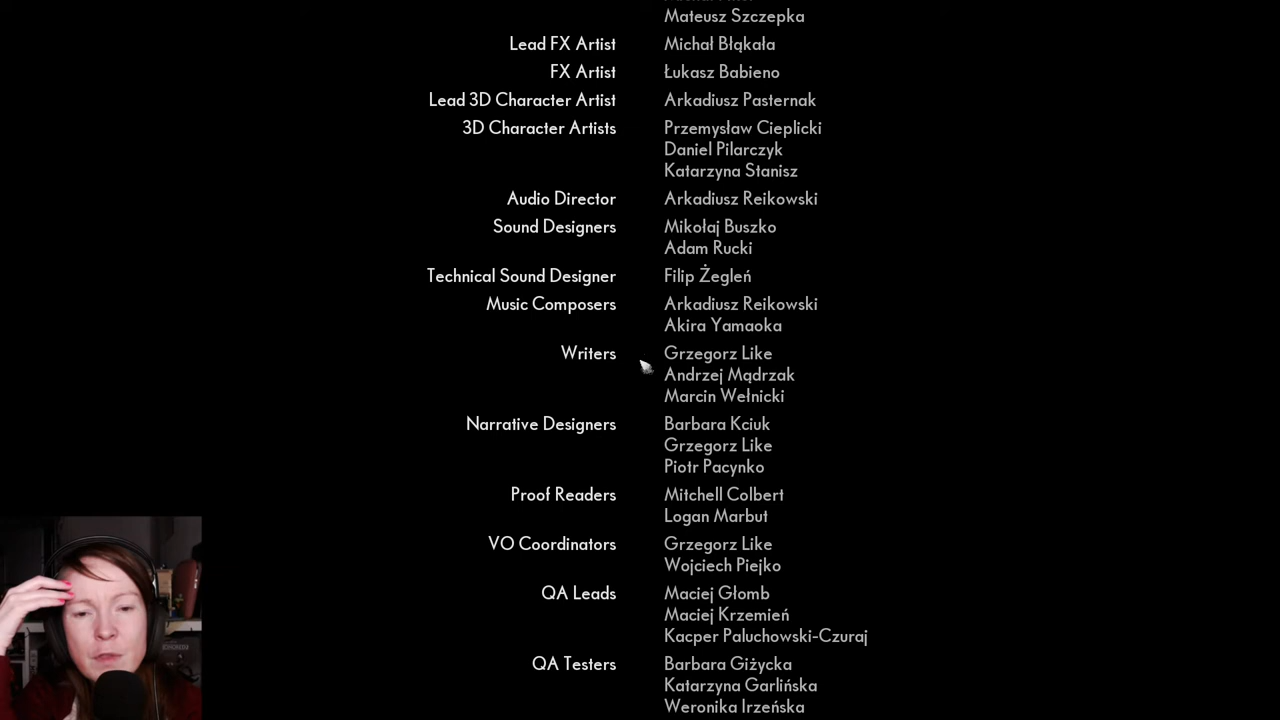 Mateusz Szczepka
Lead FX Artist Michał Błąkała
FX Artist Łukasz Babieno
Lead 3D Character Artist Arkadiusz Pasternak
3D Character Artists Przemysław Cieplicki
Daniel Pilarczyk
Katarzyna Stanisz
Audio Director Arkadiusz Reikowski
Sound Designers Mikołaj Buszko
Adam Rucki
Technical Sound Designer Filip Żegleń
Music Composers Arkadiusz Reikowski
Akira Yamaoka
Writers Grzegorz Like
Andrzej Mądrzak
Marcin Wełnicki
Narrative Designers Barbara Kciuk
Grzegorz Like
Piotr Pacynko
Proof Readers Mitchell Colbert
Logan Marbut
VO Coordinators Grzegorz Like
Wojciech Piejko
QA Leads Maciej Głomb
Maciej Krzemień
Kacper Paluchowski-Czuraj
QA Testers Barbara Giżycka
Katarzyna Garlińska
Weronika Irzeńska